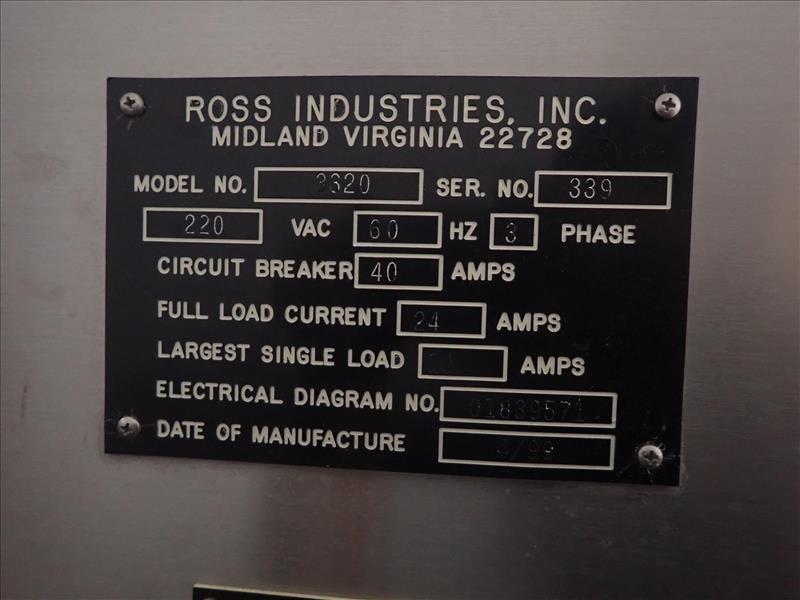 ROSS INDUSTRIES, INC.
MIDLAND VIRGINIA 22728
MODEL NO. SER. NO. 339
220 VAC 60 HZ 3 PHASE
CIRCUIT BREAKER 40 AMPS
FULL LOAD CURRENT 24 AMPS
LARGEST SINGLE LOAD AMPS
ELECTRICAL DIAGRAM NO. 01839571
DATE OF MANUFACTURE